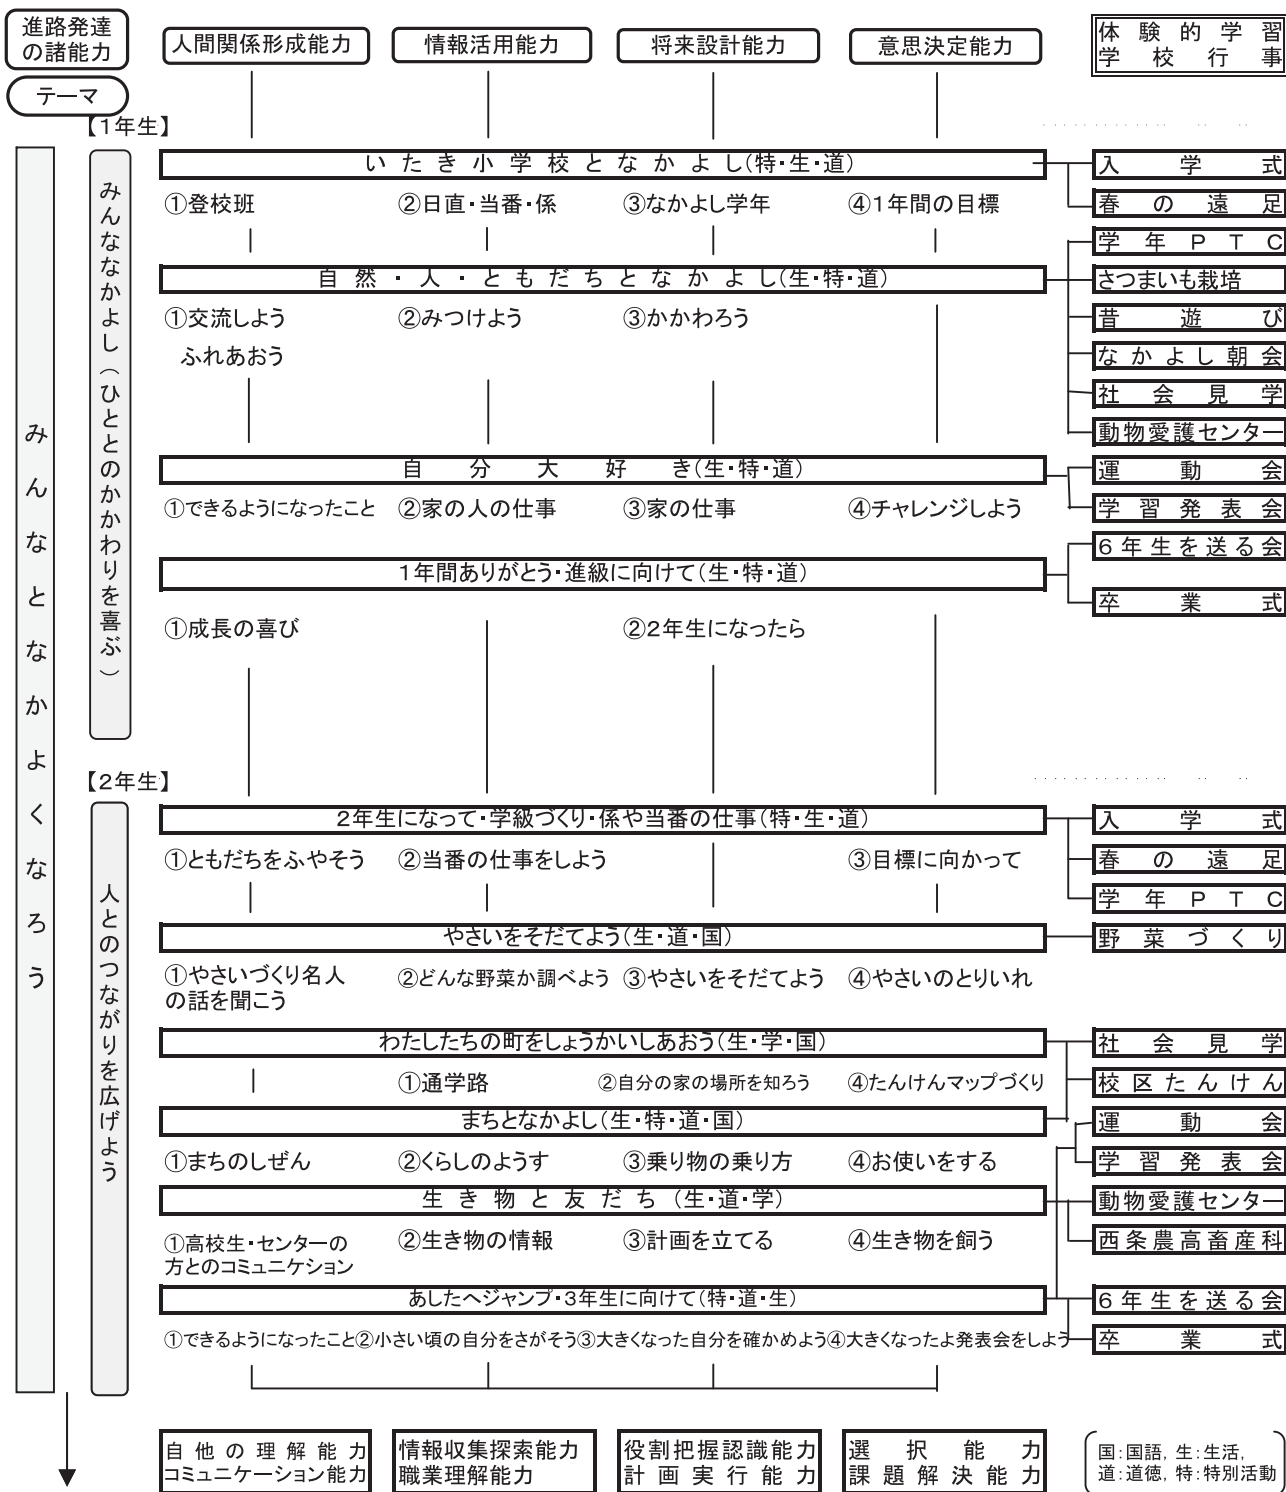 進路発達
の諸能力
人間関係形成能力
情報活用能力
将来設計能力
意思決定能力
体験的学習
学校行事
テーマ
みんなとなかよくなろう
【1年生】
みんななかよし（ひととのかかわりを喜ぶ）
いたき小学校となかよし(特・生・道)
①登校班
②日直・当番・係
③なかよし学年
④1年間の目標
入学式
春の遠足
自然・人・ともだちとなかよし(生・特・道)
①交流しよう
ふれあおう
②みつけよう
③かかわろう
学年PTC
さつまいも栽培
昔遊び
なかよし朝会
社会見学
動物愛護センター
自分大好き(生・特・道)
①できるようになったこと
②家の人の仕事
③家の仕事
④チャレンジしよう
運動会
学習発表会
1年間ありがとう・進級に向けて(生・特・道)
①成長の喜び
②2年生になったら
6年生を送る会
卒業式
【2年生】
人とのつながりを広げよう
2年生になって・学級づくり・係や当番の仕事(特・生・道)
①ともだちをふやそう
②当番の仕事をしよう
③目標に向かって
入学式
春の遠足
学年PTC
やさいをそだてよう(生・道・国)
①やさいづくり名人
の話を聞こう
②どんな野菜か調べよう
③やさいをそだてよう
④やさいのとりいれ
野菜づくり
わたしたちの町をしょうかいしあおう(生・学・国)
①通学路
②自分の家の場所を知ろう
④たんけんマップづくり
社会見学
校区たんけん
まちとなかよし(生・特・道・国)
①まちのしぜん
②くらしのようす
③乗り物の乗り方
④お使いをする
運動会
学習発表会
生き物と友だち(生・道・学)
①高校生・センターの
方とのコミュニケション
②生き物の情報
③計画を立てる
④生き物を飼う
動物愛護センター
西条農高畜産科
あしたへジャンプ・3年生に向けて(特・道・生)
①できるようになったこと
②小さい頃の自分をさがそう
③大きくなった自分を確かめよう
④大きくなったよ発表会をしよう
6年生を送る会
卒業式
自他の理解能力
コミュニケーション能力
情報収集探索能力
職業理解能力
役割把握認識能力
計画実行能力
選択能力
課題解決能力
国:国語,生:生活,
道:道徳,特:特別活動